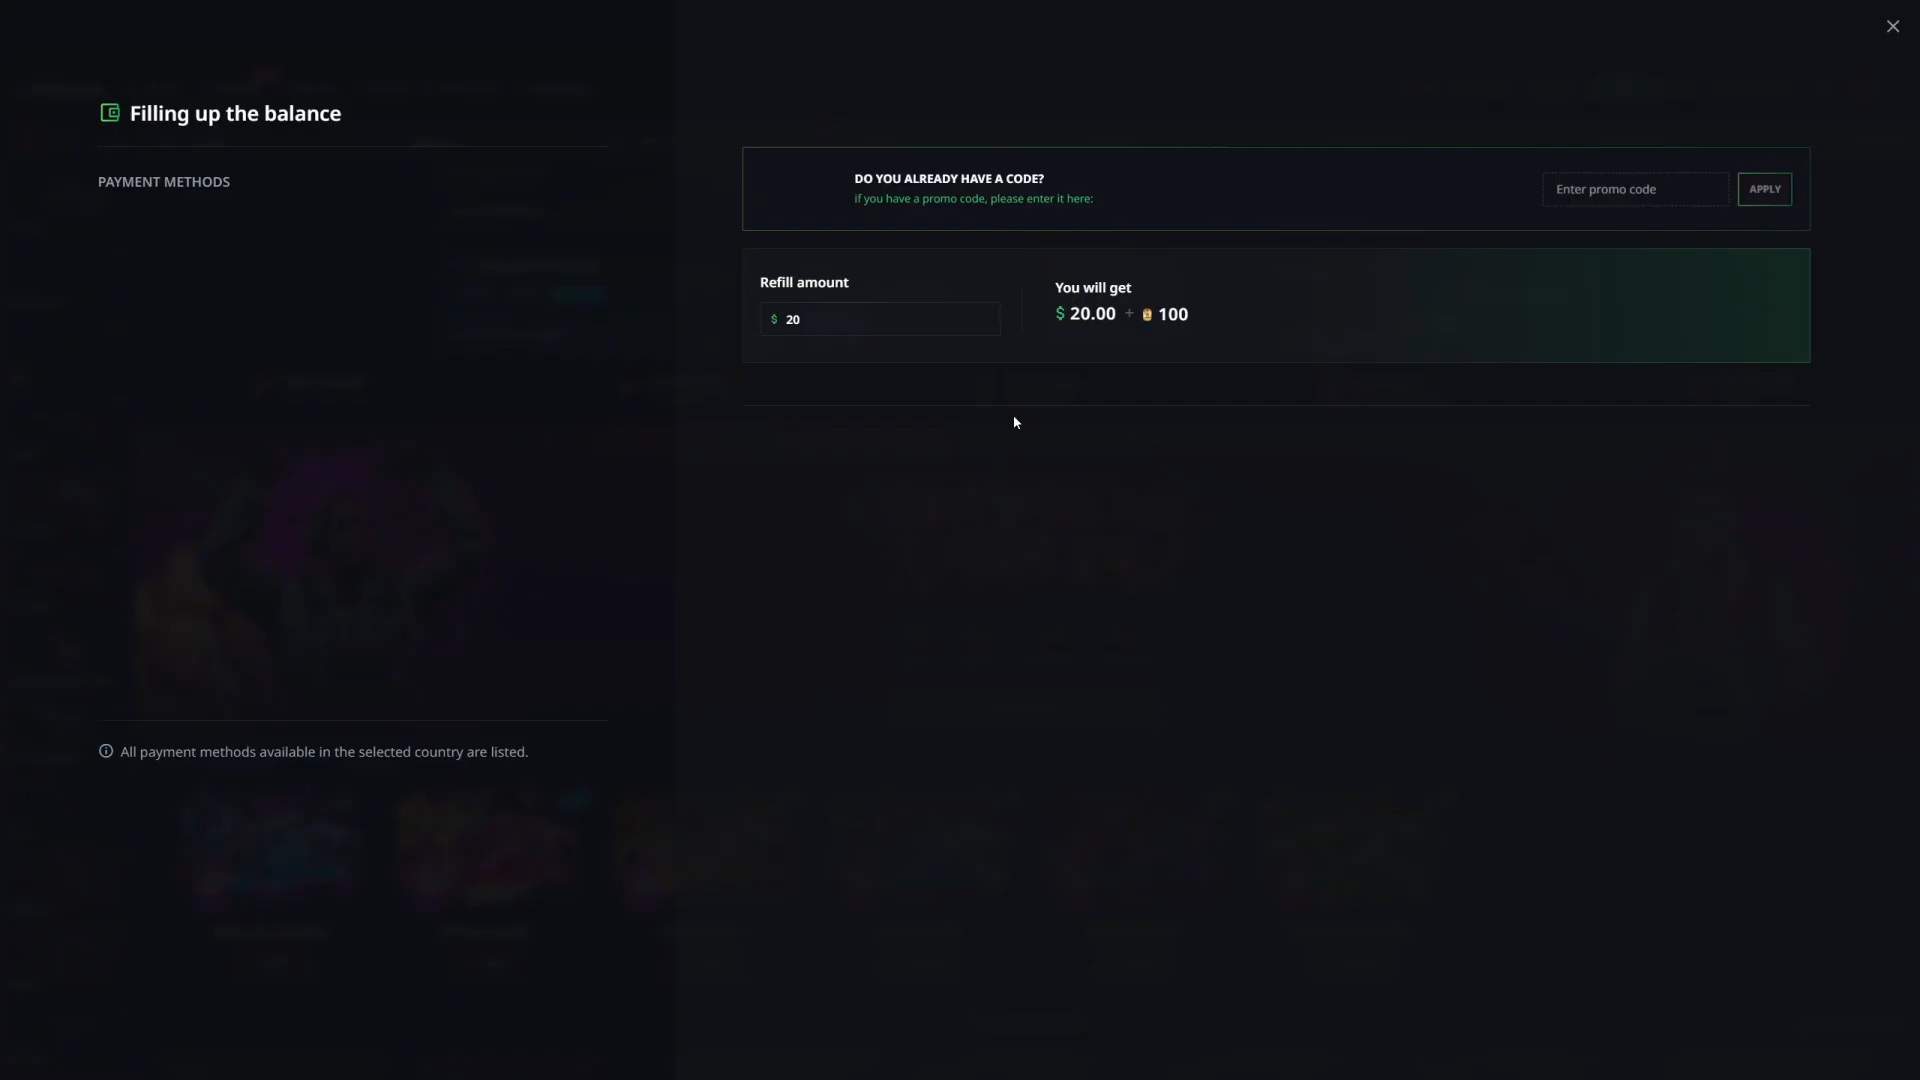 Filling up the balance
PAYMENT METHODS
All payment methods available in the selected country are listed.
DO YOU ALREADY HAVE A CODE?
if you have a promo code, please enter it here:
Enter promo code
APPLY
Refill amount
$ 20
You will get
$ 20.00 + 100